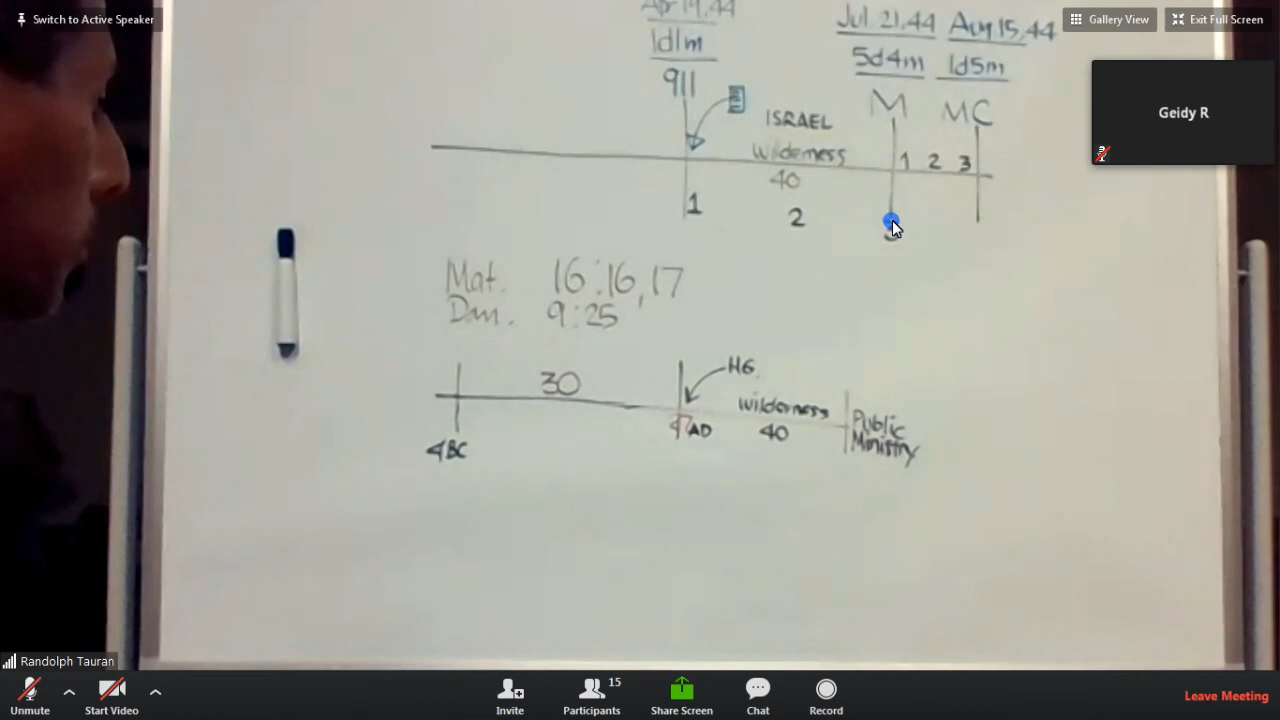 Switch to Active Speaker
Gallery View
Exit Full Screen
Apr 19,44
Jul 21,44 Aug 15,44
1d1m
5d4m 1d5m
911
M MC
ISRAEL
Wilderness
1 2 3
40
1
2
Geidy R
Mat. 16:16,17
Dan. 9:25
30
HG.
wilderness
40
4BC
AD
Public
Ministry
Randolph Tauran
Unmute
Start Video
Invite
Participants
15
Share Screen
Chat
Record
Leave Meeting